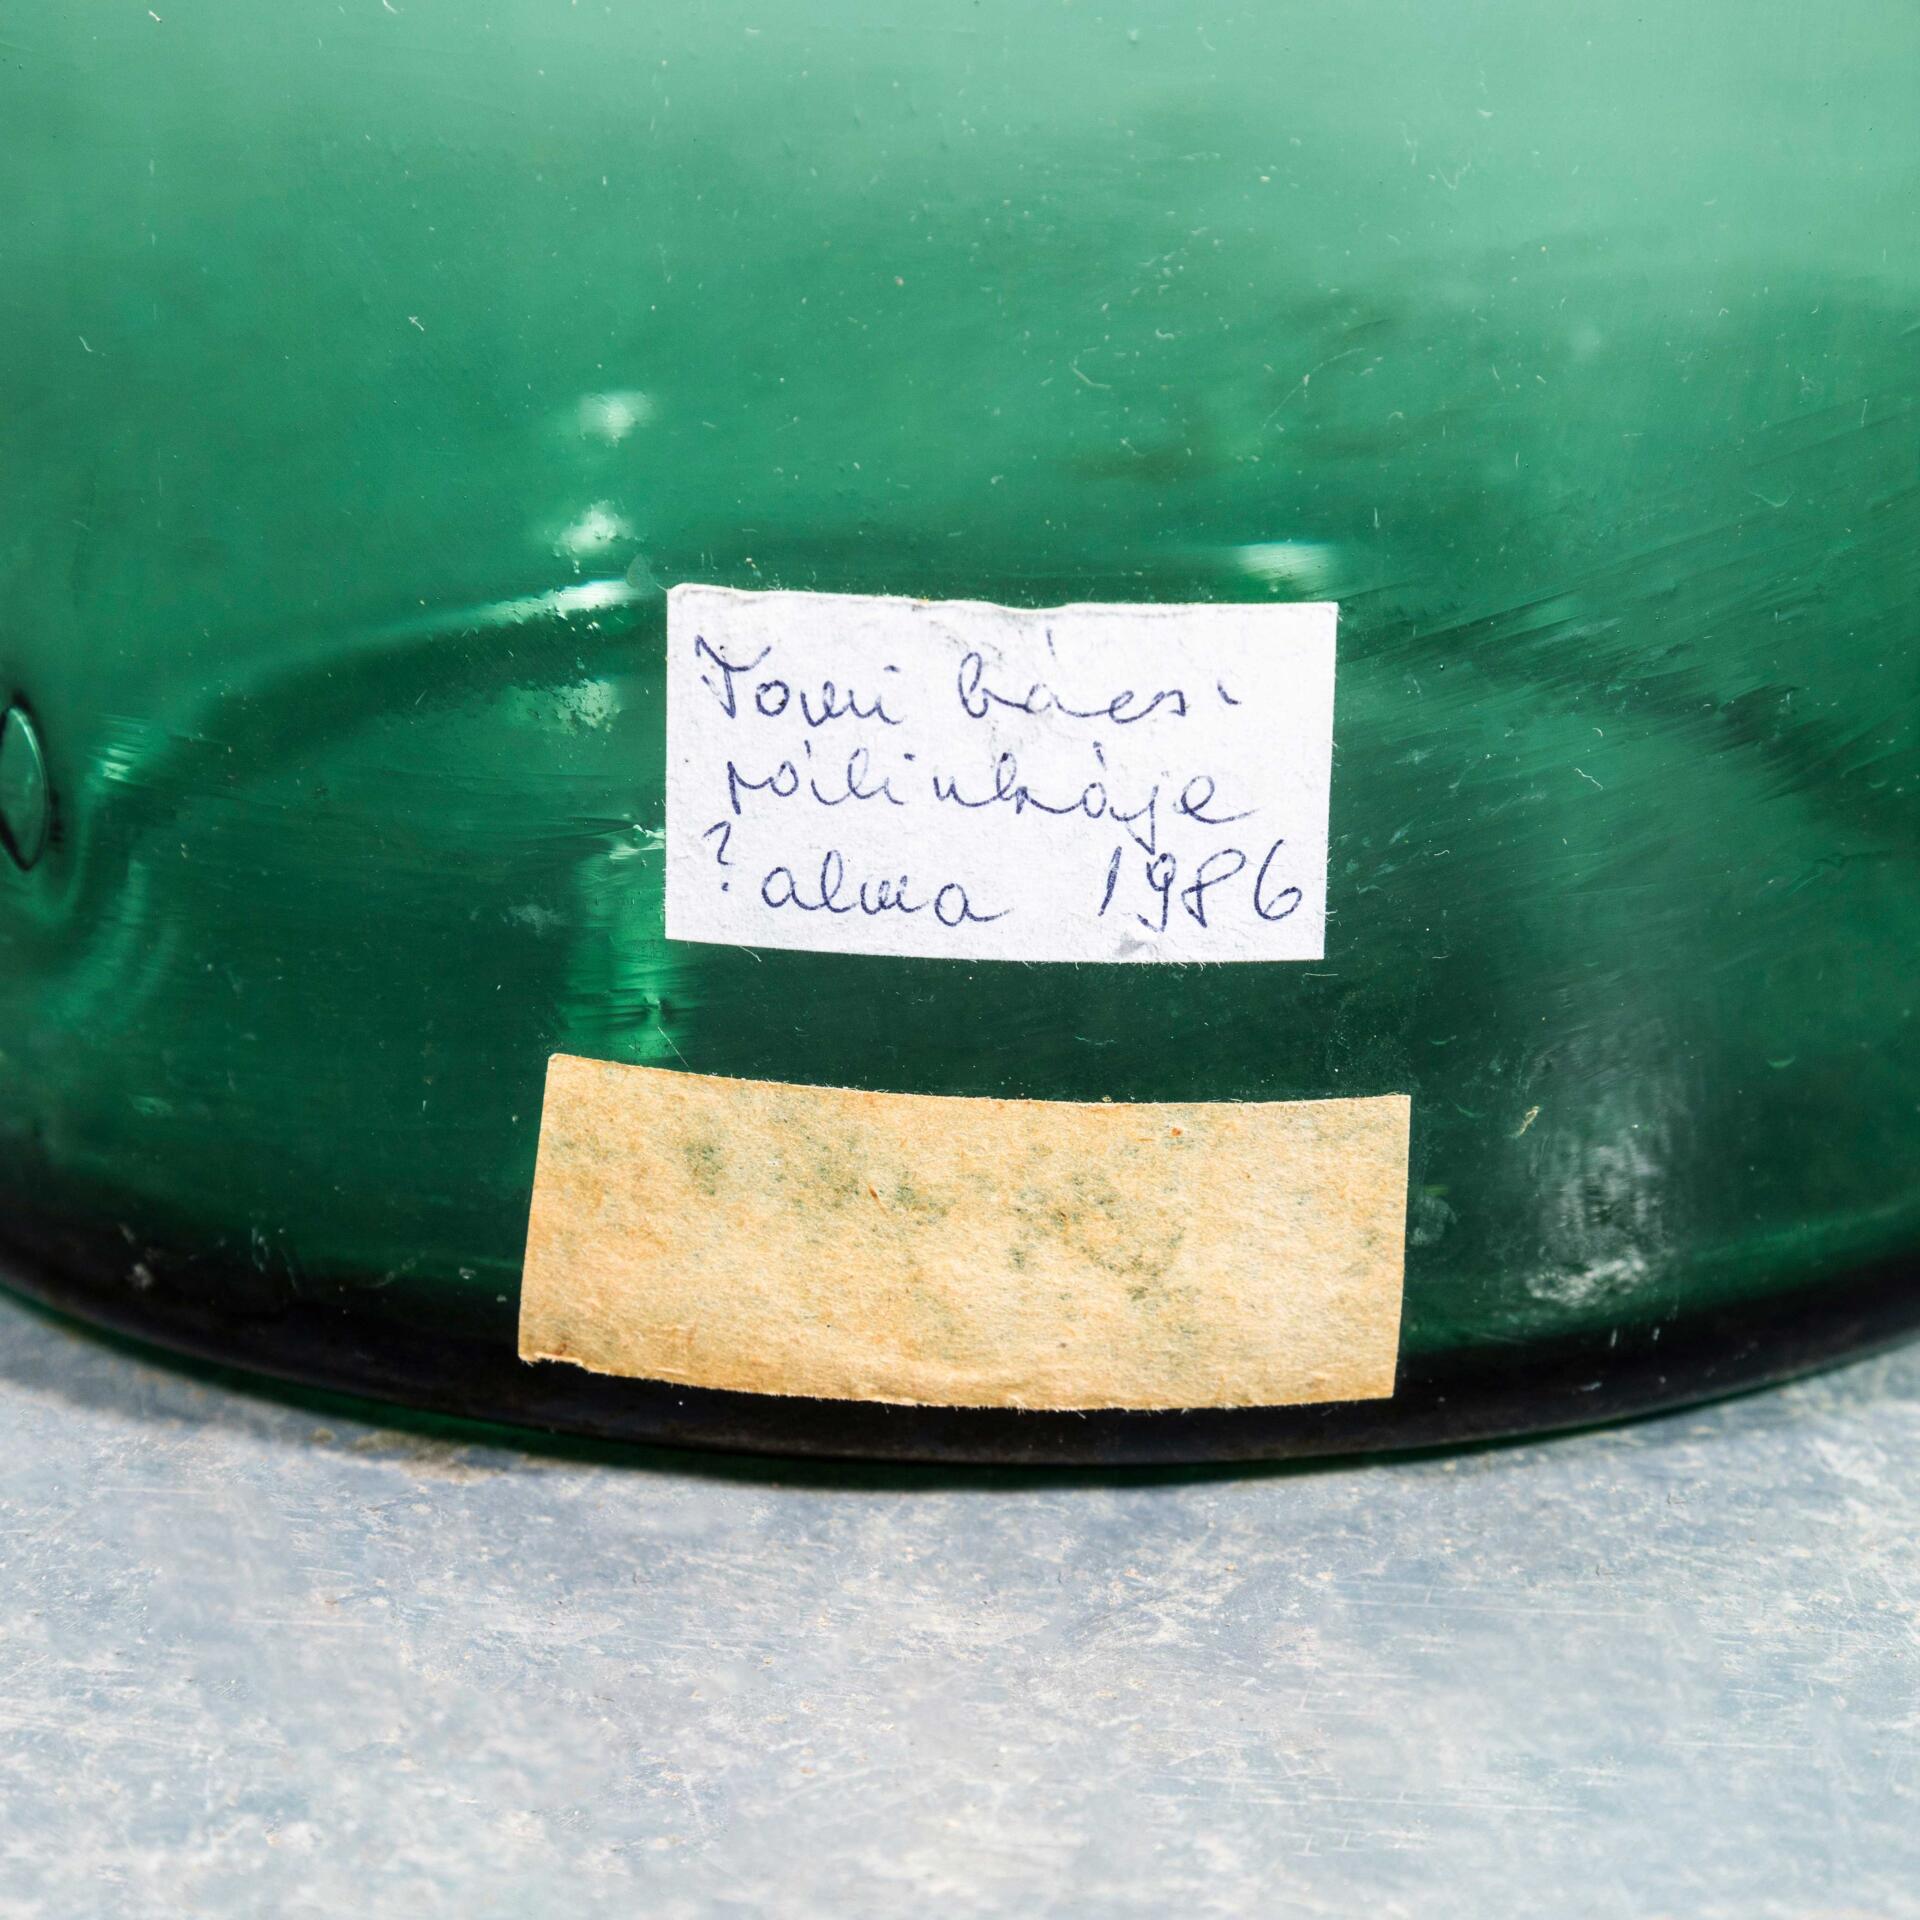 Tomi bácsi
pálinkája
? alma 1986